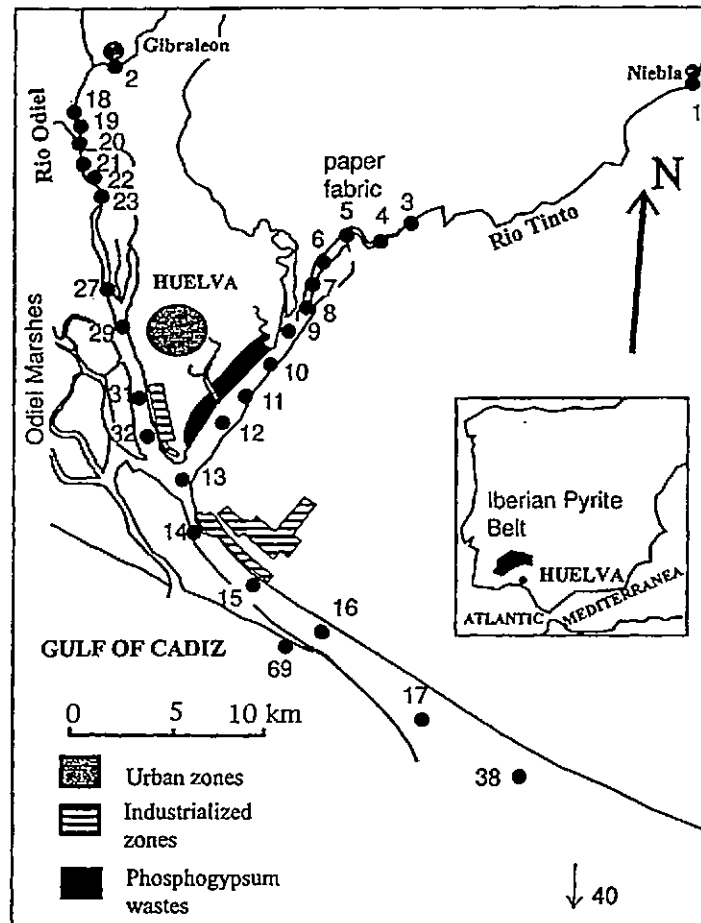 Gibraleon
2
Niebla
1
18
19
20
21
22
23
Rio Odiel
paper
fabric
3
4
5
6
7
8
9
10
11
12
13
Rio Tinto
N
27
HUELVA
29
31
32
Odiel Marshes
14
15
16
69
17
38
40
Iberian Pyrite
Belt
HUELVA
ATLANTIC
MEDITERRANEA
GULF OF CADIZ
0 5 10 km
Urban zones
Industrialized
zones
Phosphogypsum
wastes